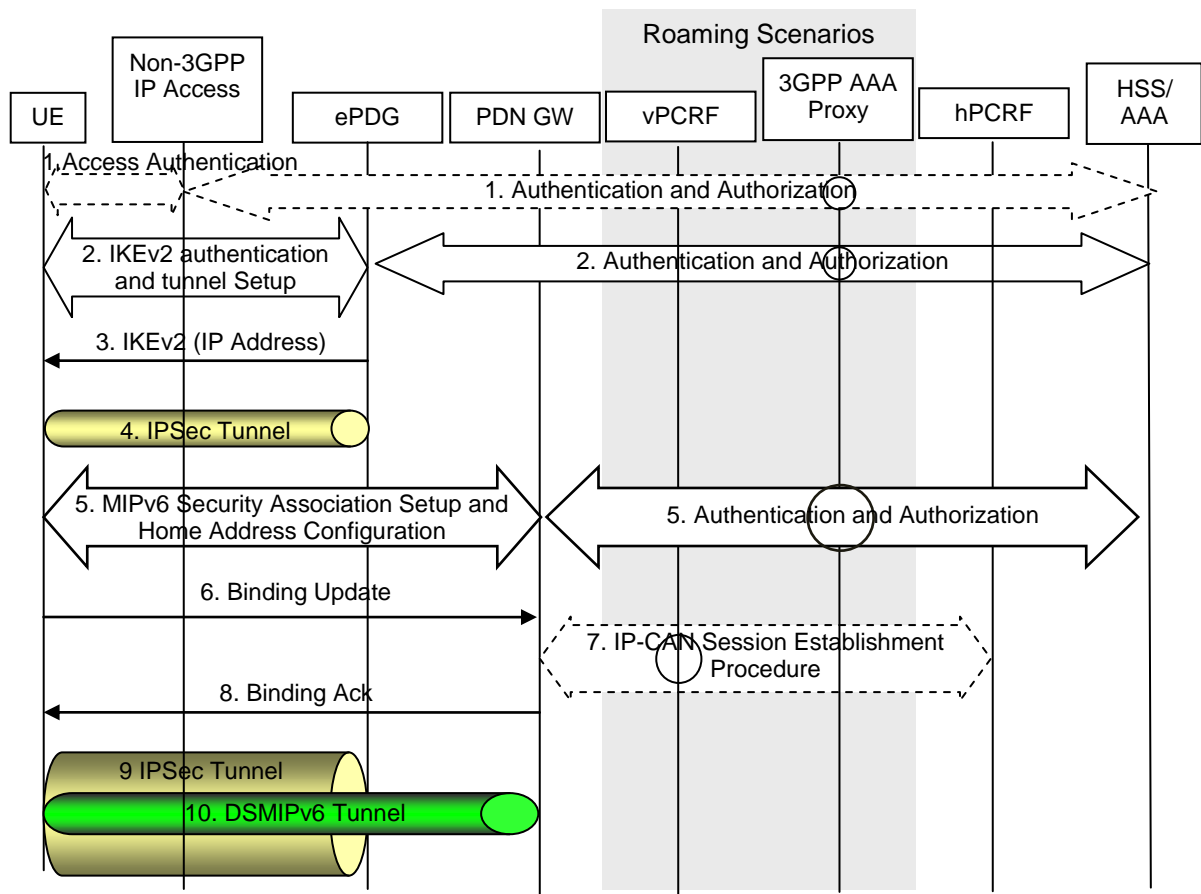 Roaming Scenarios
UE
Non-3GPP
IP Access
ePDG
PDN GW
vPCRF
3GPP AAA
Proxy
hPCRF
HSS/
AAA
1.Access Authentication
1. Authentication and Authorization
2. IKEv2 authentication
and tunnel Setup
2. Authentication and Authorization
3. IKEv2 (IP Address)
4. IPSec Tunnel
5. MIPv6 Security Association Setup and
Home Address Configuration
5. Authentication and Authorization
6. Binding Update
7. IP-CAN Session Establishment
Procedure
8. Binding Ack
9 IPSec Tunnel
10. DSMIPv6 Tunnel